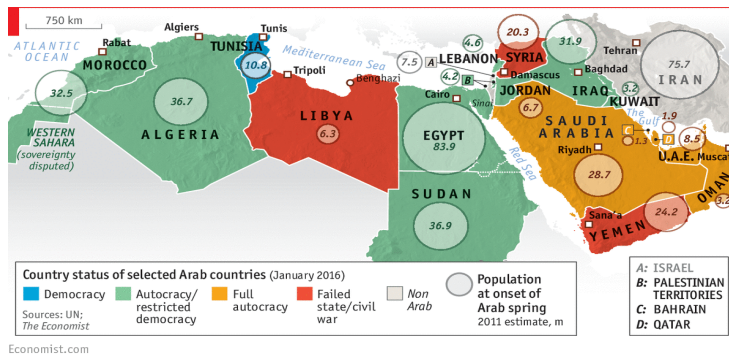 750 km
ATLANTIC
OCEAN
Rabat
MOROCCO
32.5
WESTERN
SAHARA
(sovereignty
disputed)
Algiers
36.7
ALGERIA
Tunis
TUNISIA
10.8
Mediterranean Sea
Tripoli
Benghazi
LIBYA
6.3
7.5
A
4.6
LEBANON
4.2
B
Cairo
Sinai
EGYPT
83.9
SUDAN
36.9
20.3
SYRIA
Damascus
JORDAN
6.7
31.9
Baghdad
IRAQ
Tehran
75.7
IRAN
3.2
KUWAIT
The
Gulf
SAUDI
ARABIA
Riyadh
28.7
Red Sea
C
1.3
1.9
D
8.5
U.A.E.
Muscat
OMAN
3.2
Sana'a
YEMEN
24.2
Country status of selected Arab countries (January 2016)
Democracy
Autocracy/
restricted
democracy
Full
autocracy
Failed
state/civil
war
Non
Arab
Population
at onset of
Arab spring
2011 estimate, m
Sources: UN;
The Economist
A: ISRAEL
B: PALESTINIAN
TERRITORIES
C: BAHRAIN
D: QATAR
Economist.com